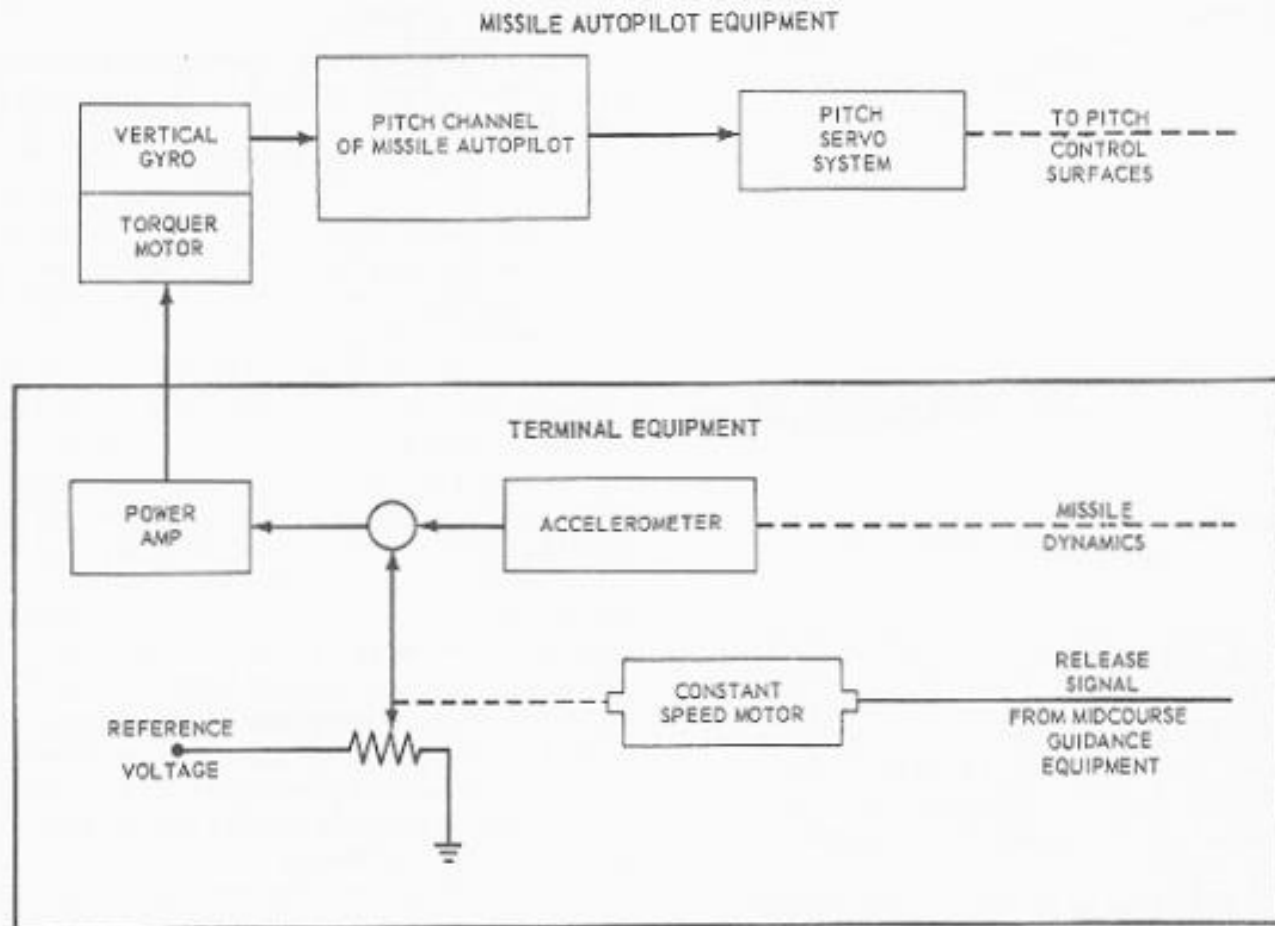 MISSILE AUTOPILOT EQUIPMENT
VERTICAL
GYRO
TORQUER
MOTOR
PITCH CHANNEL
OF MISSILE AUTOPILOT
PITCH
SERVO
SYSTEM
TO PITCH
CONTROL
SURFACES
TERMINAL EQUIPMENT
POWER
AMP
ACCELEROMETER
MISSILE
DYNAMICS
CONSTANT
SPEED MOTOR
RELEASE
SIGNAL
FROM MIDCOURSE
GUIDANCE
EQUIPMENT
REFERENCE
VOLTAGE